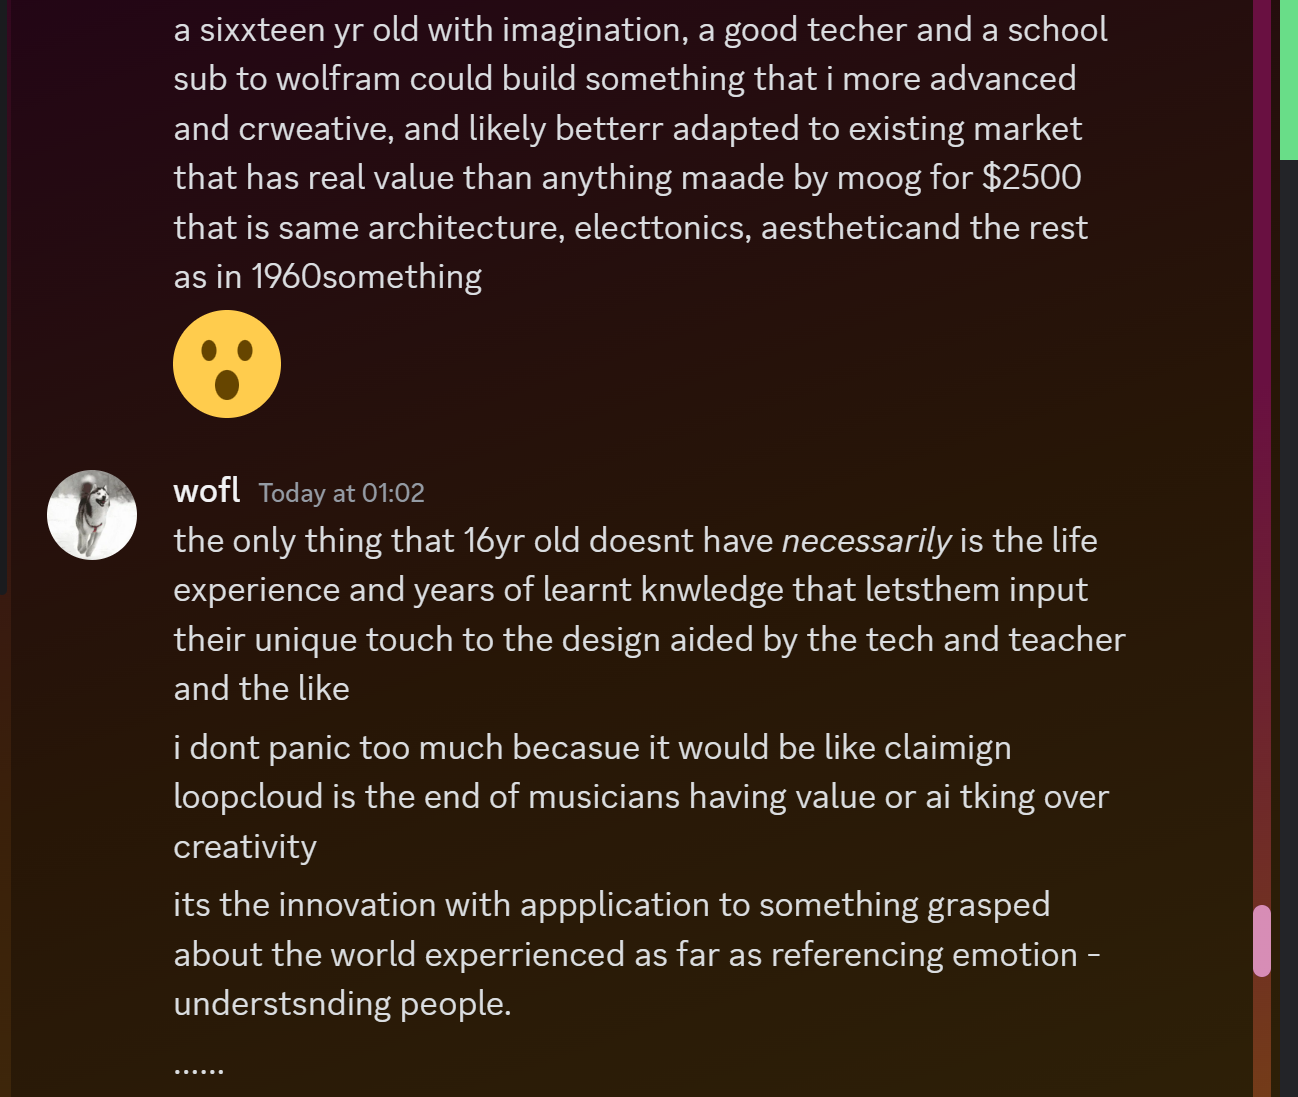 a sixxteen yr old with imagination, a good techer and a school
sub to wolfram could build something that i more advanced
and crweative, and likely betterr adapted to existing market
that has real value than anything maade by moog for $2500
that is same architecture, electtonics, aestheticand the rest
as in 1960something
wofl Today at 01:02
the only thing that 16yr old doesnt have necessarily is the life
experience and years of learnt knwledge that letsthem input
their unique touch to the design aided by the tech and teacher
and the like
i dont panic too much becasue it would be like claimign
loopcloud is the end of musicians having value or ai tking over
creativity
its the innovation with appplication to something grasped
about the world experrienced as far as referencing emotion -
understsnding people.
......